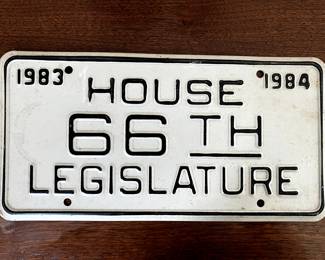 1983 1984
HOUSE
66 TH
LEGISLATURE